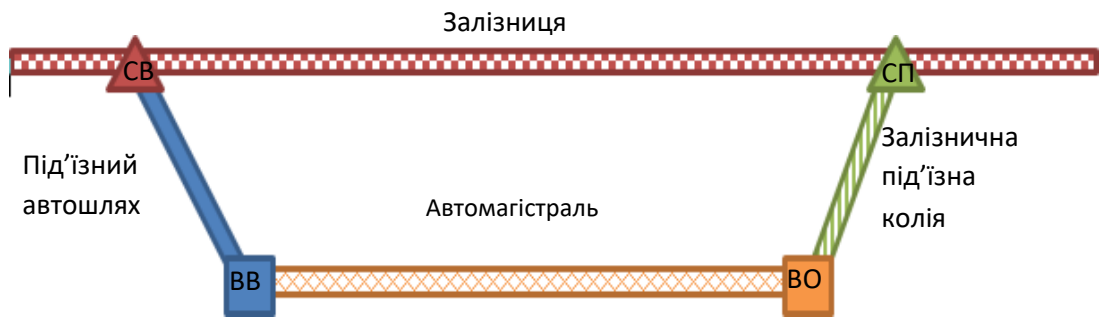 Залізниця
СВ
СП
Під’їзний
автошлях
Автомагістраль
Залізнична
під’їзна
колія
ВВ
ВО